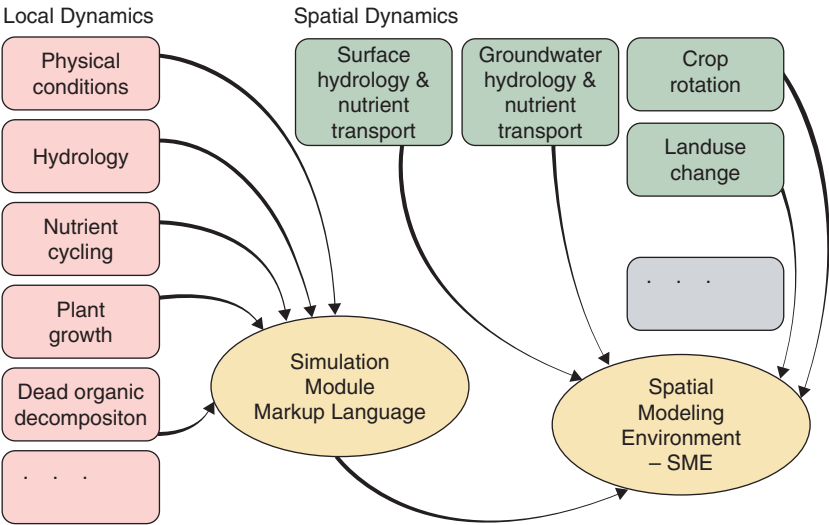 Local Dynamics
Physical
conditions
Hydrology
Nutrient
cycling
Plant
growth
Dead organic
decompositon
. . .
Spatial Dynamics
Surface
hydrology &
nutrient
transport
Groundwater
hydrology &
nutrient
transport
Crop
rotation
Landuse
change
. . .
Simulation
Module
Markup Language
Spatial
Modeling
Environment
– SME